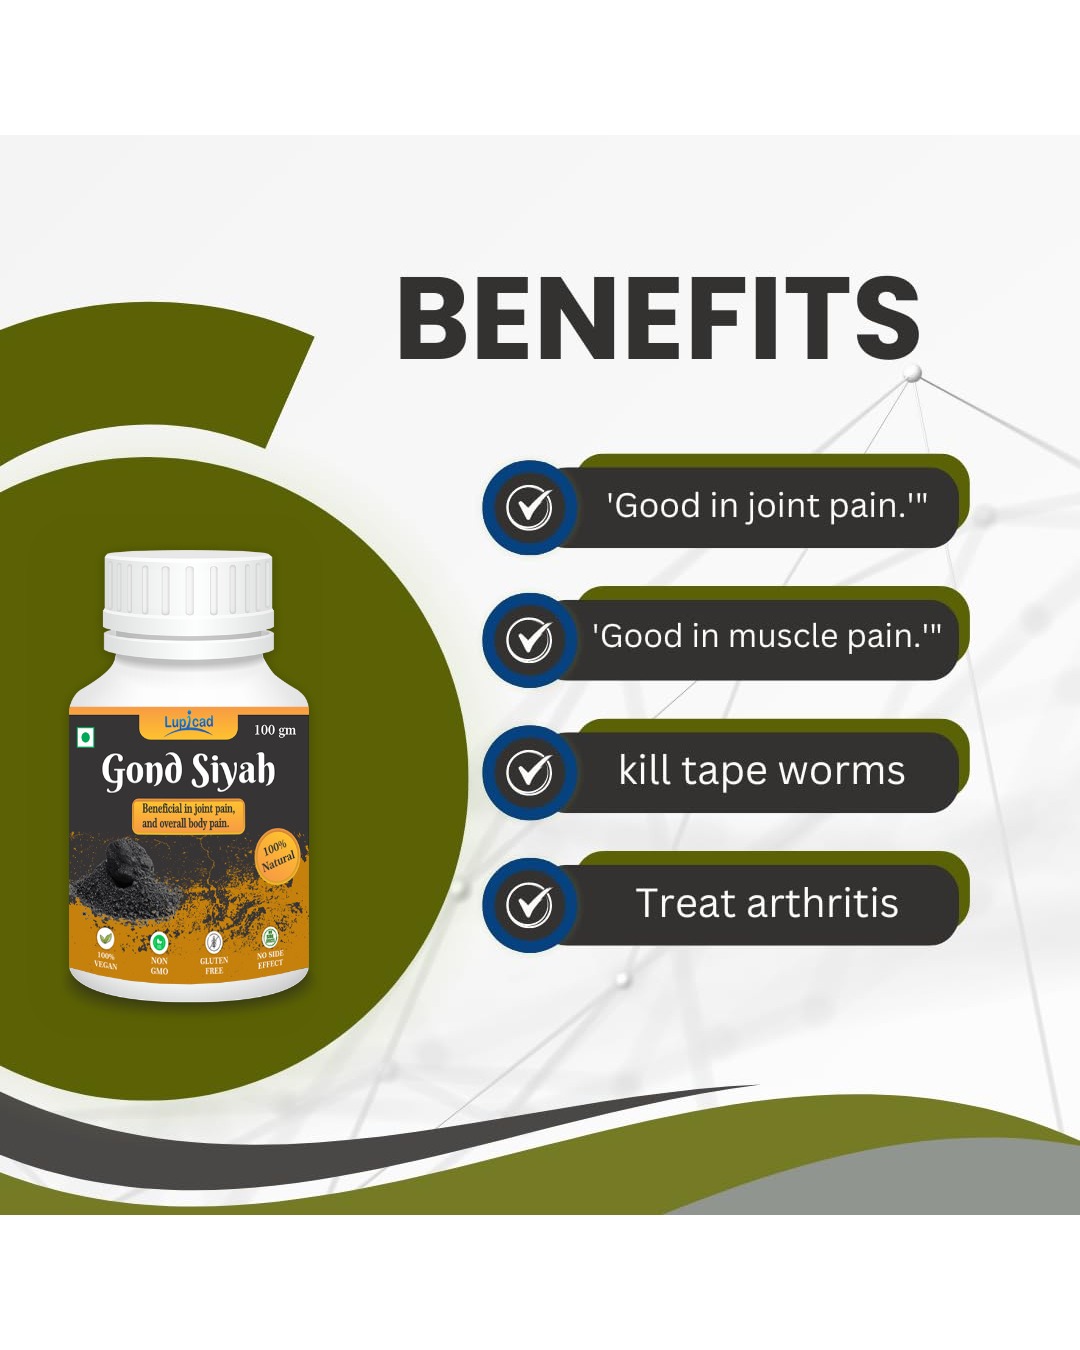 BENEFITS
'Good in joint pain.'"
'Good in muscle pain.'"
kill tape worms
Treat arthritis
Lupicad
100 gm
Gond Siyah
Beneficial in joint pain,
and overall body pain.
100%
Natural
100%
VEGAN
NON
GMO
GLUTEN
FREE
NO SIDE
EFFECT